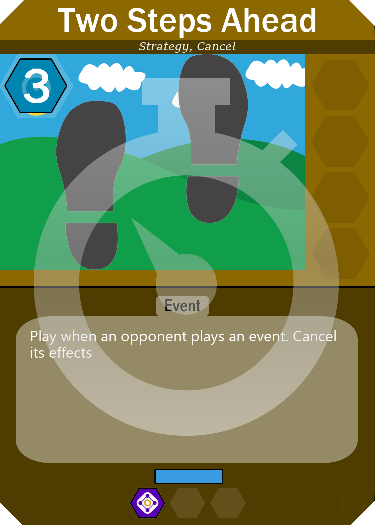 Two Steps Ahead
Strategy, Cancel
3
Event
Play when an opponent plays an event. Cancel
its effects